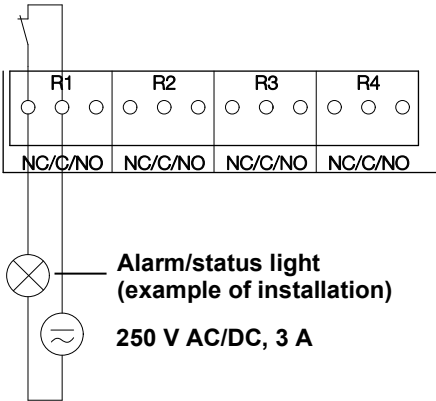 R1 R2 R3 R4
NC/C/NO NC/C/NO NC/C/NO NC/C/NO
Alarm/status light
(example of installation)
250 V AC/DC, 3 A